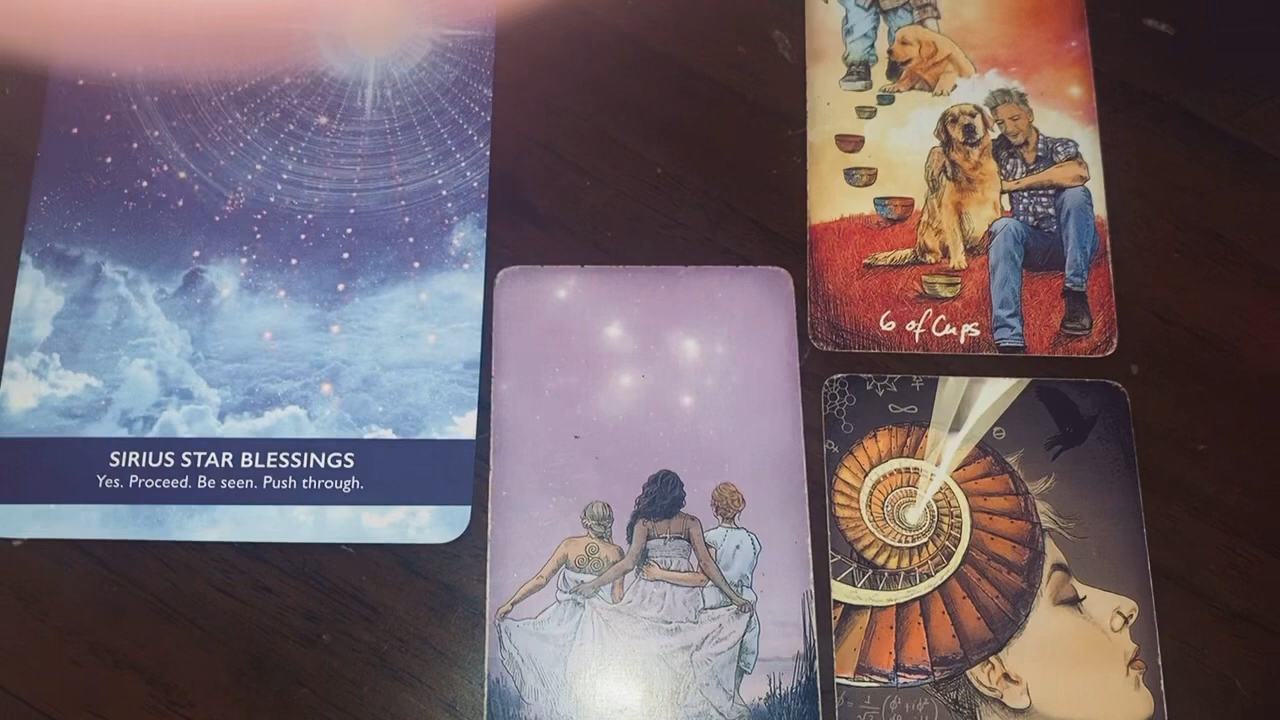 SIRIUS STAR BLESSINGS
Yes. Proceed. Be seen. Push through.
6 of Cups